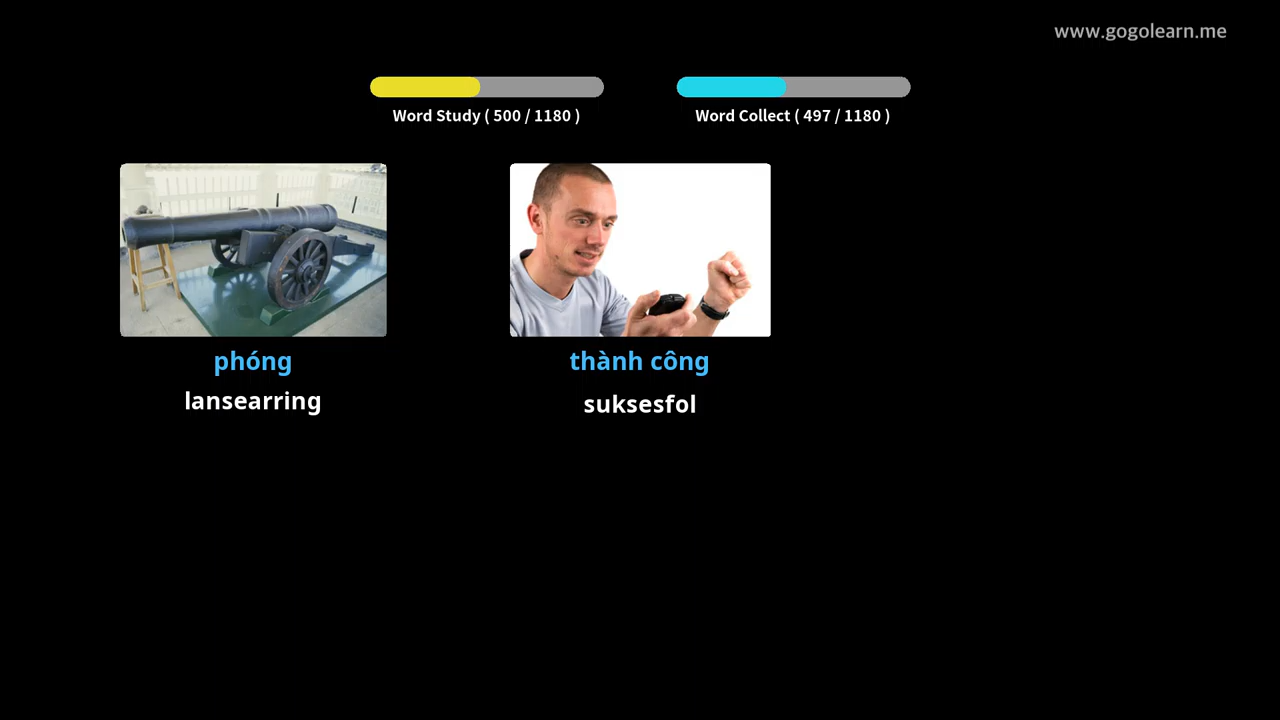 www.gogolearn.me
Word Study ( 500 / 1180 )
Word Collect ( 497 / 1180 )
phóng
lansearring
thành công
suksesfol